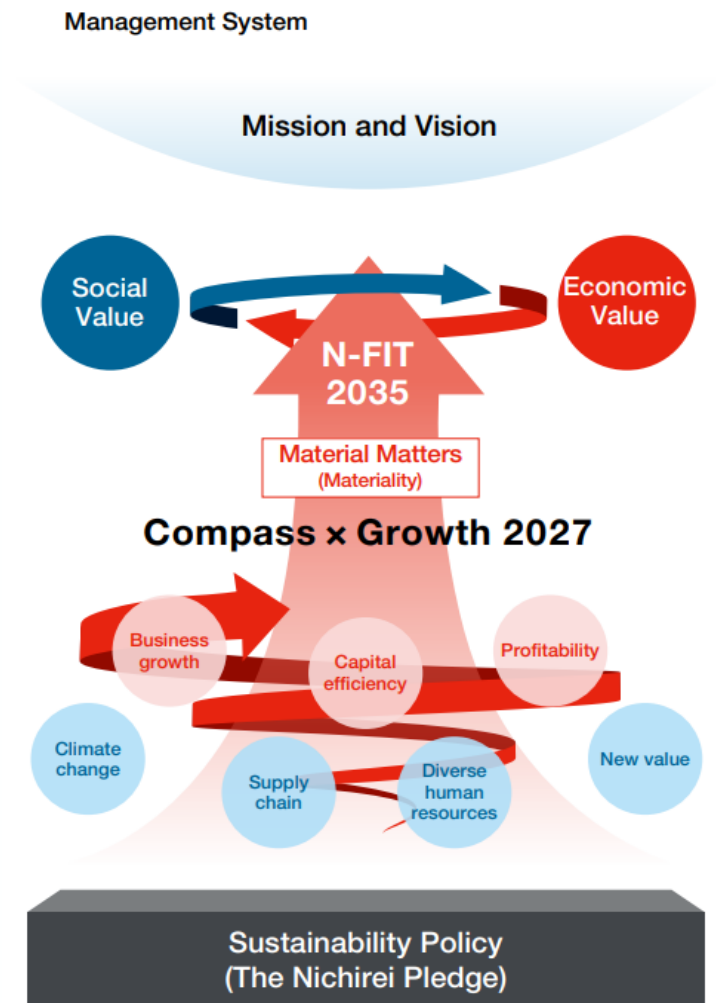 Management System
Mission and Vision
Social
Value
Economic
Value
N-FIT
2035
Material Matters
(Materiality)
Compass × Growth 2027
Business
growth
Capital
efficiency
Profitability
Climate
change
Supply
chain
Diverse
human
resources
New value
Sustainability Policy
(The Nichirei Pledge)